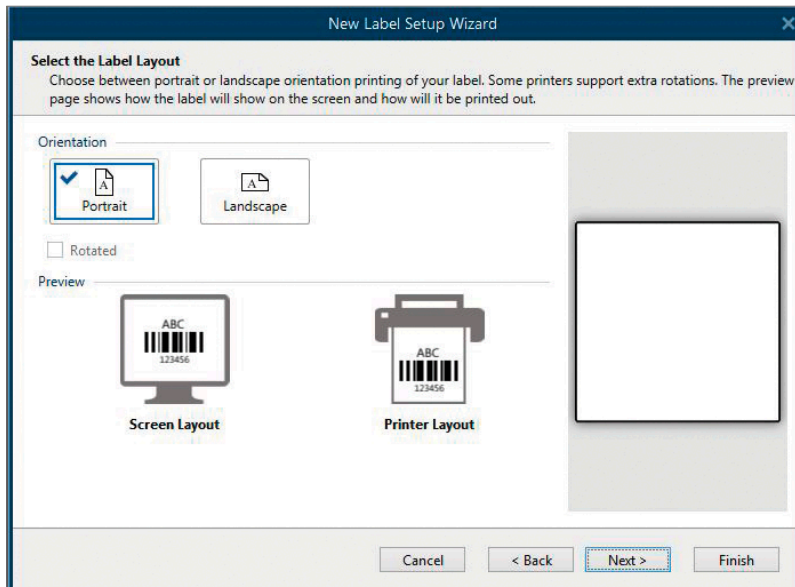 New Label Setup Wizard
Select the Label Layout
Choose between portrait or landscape orientation printing of your label. Some printers support extra rotations. The preview
page shows how the label will show on the screen and how will it be printed out.
Orientation
A
Portrait
A
Landscape
Rotated
Preview
ABC
123456
Screen Layout
ABC
123456
Printer Layout
Cancel
< Back
Next >
Finish